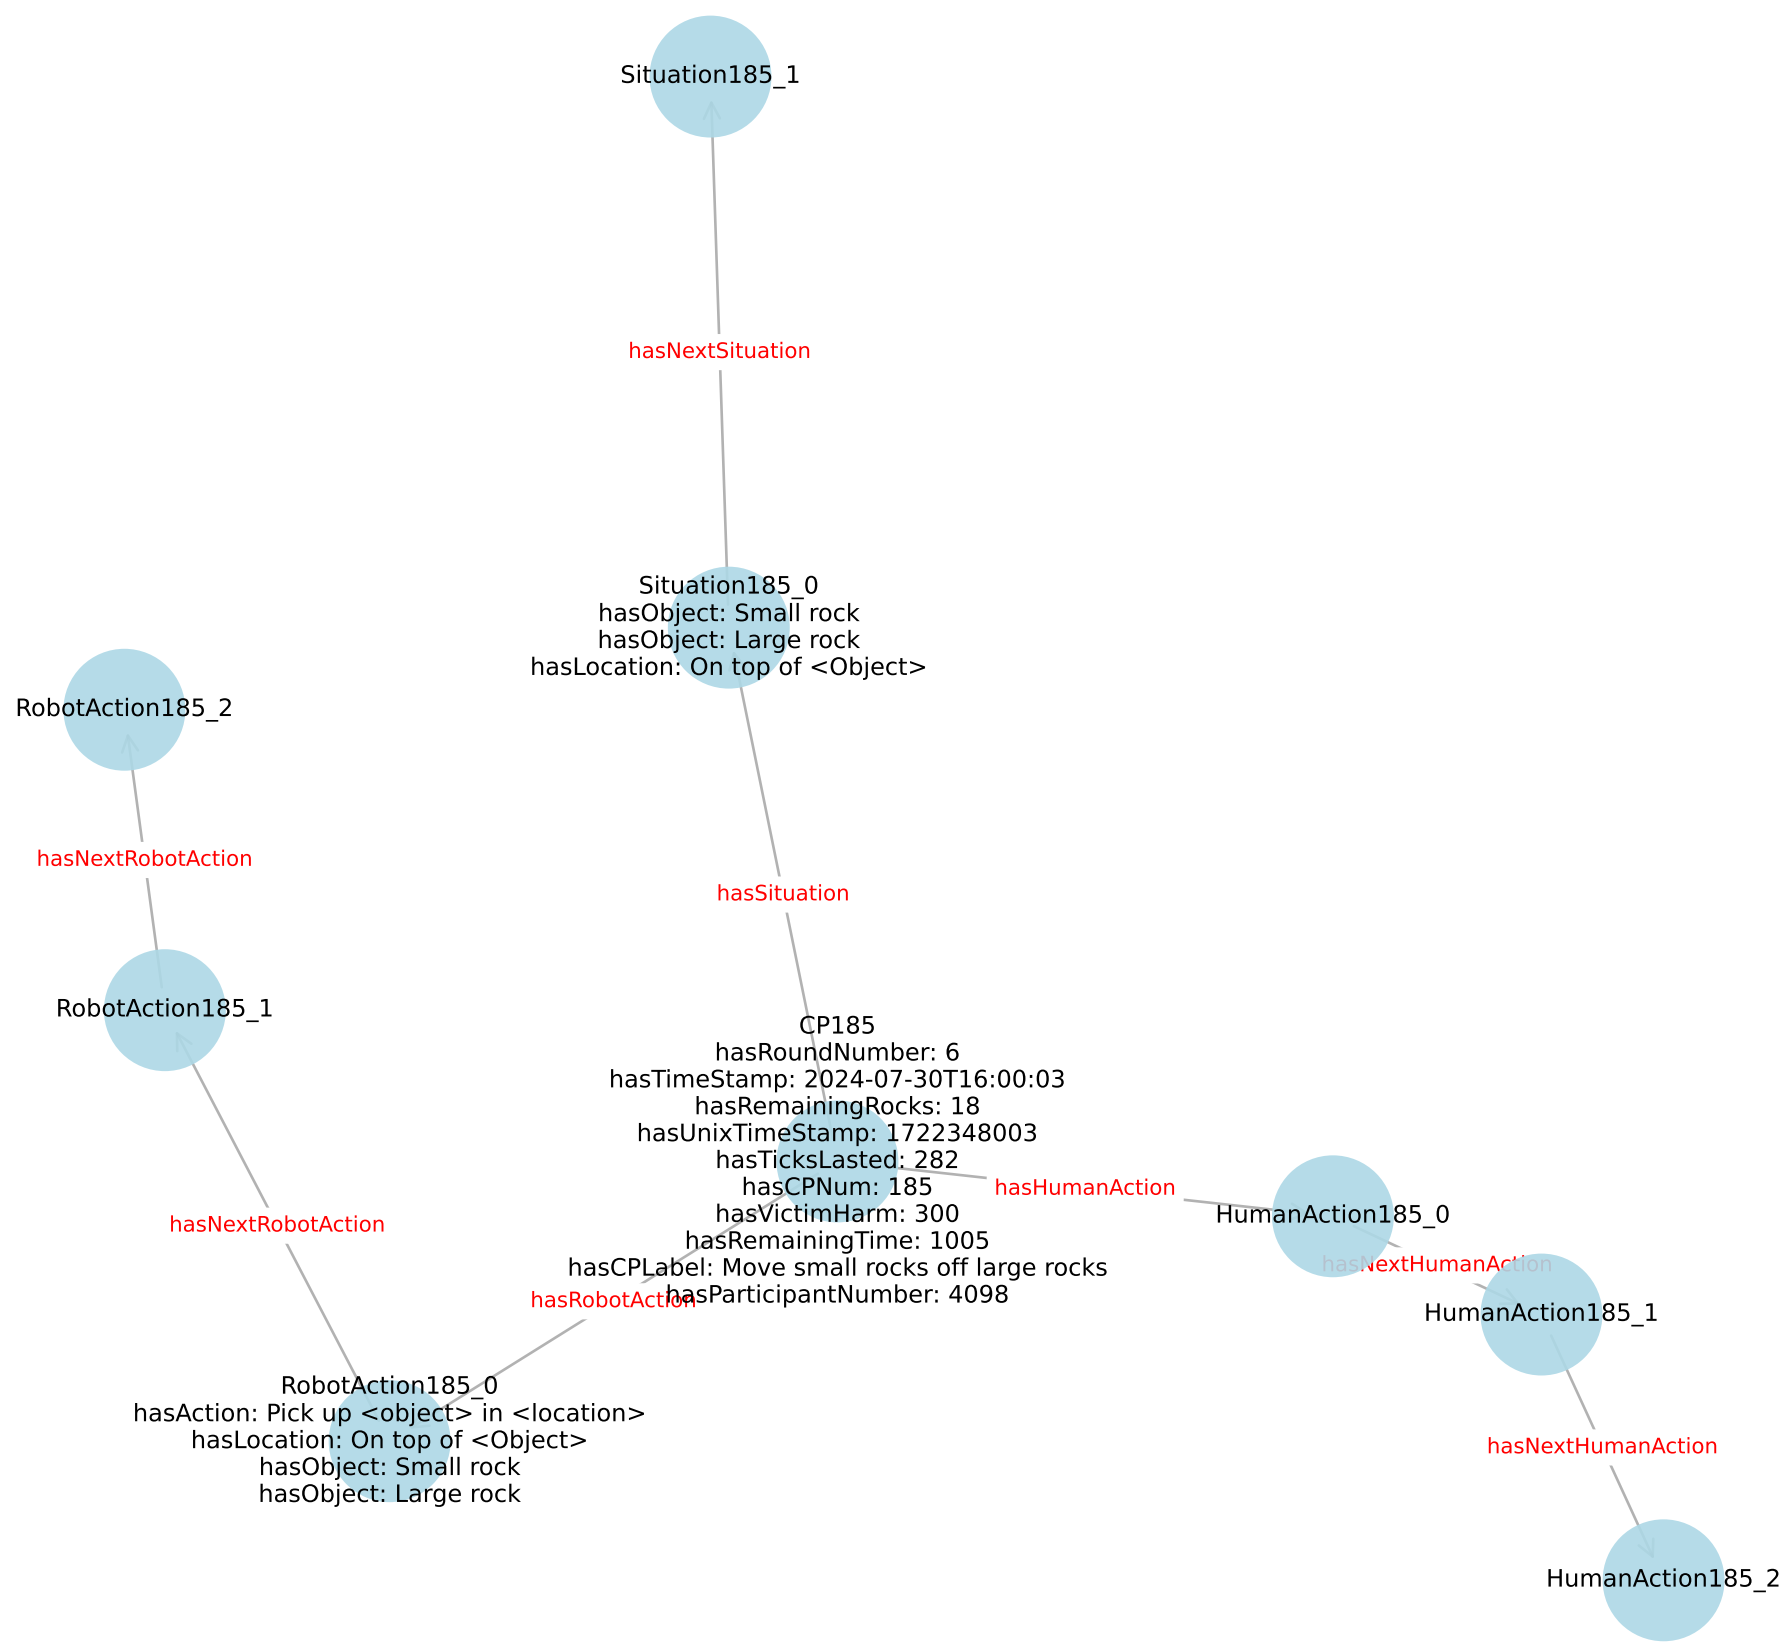 Situation185_1
hasNextSituation
Situation185_0
hasObject: Small rock
hasObject: Large rock
hasLocation: On top of <Object>
RobotAction185_2
hasNextRobotAction
hasSituation
RobotAction185_1
CP185
hasRoundNumber: 6
hasTimeStamp: 2024-07-30T16:00:03
hasRemainingRocks: 18
hasUnixTimeStamp: 1722348003
hasTicksLasted: 282
hasCPNum: 185
hasVictimHarm: 300
hasRemainingTime: 1005
hasCPLabel: Move small rocks off large rocks
hasParticipantNumber: 4098
hasHumanAction
HumanAction185_0
hasNextRobotAction
hasNextHumanAction
hasRobotAction
HumanAction185_1
RobotAction185_0
hasAction: Pick up <object> in <location>
hasLocation: On top of <Object>
hasObject: Small rock
hasObject: Large rock
hasNextHumanAction
HumanAction185_2